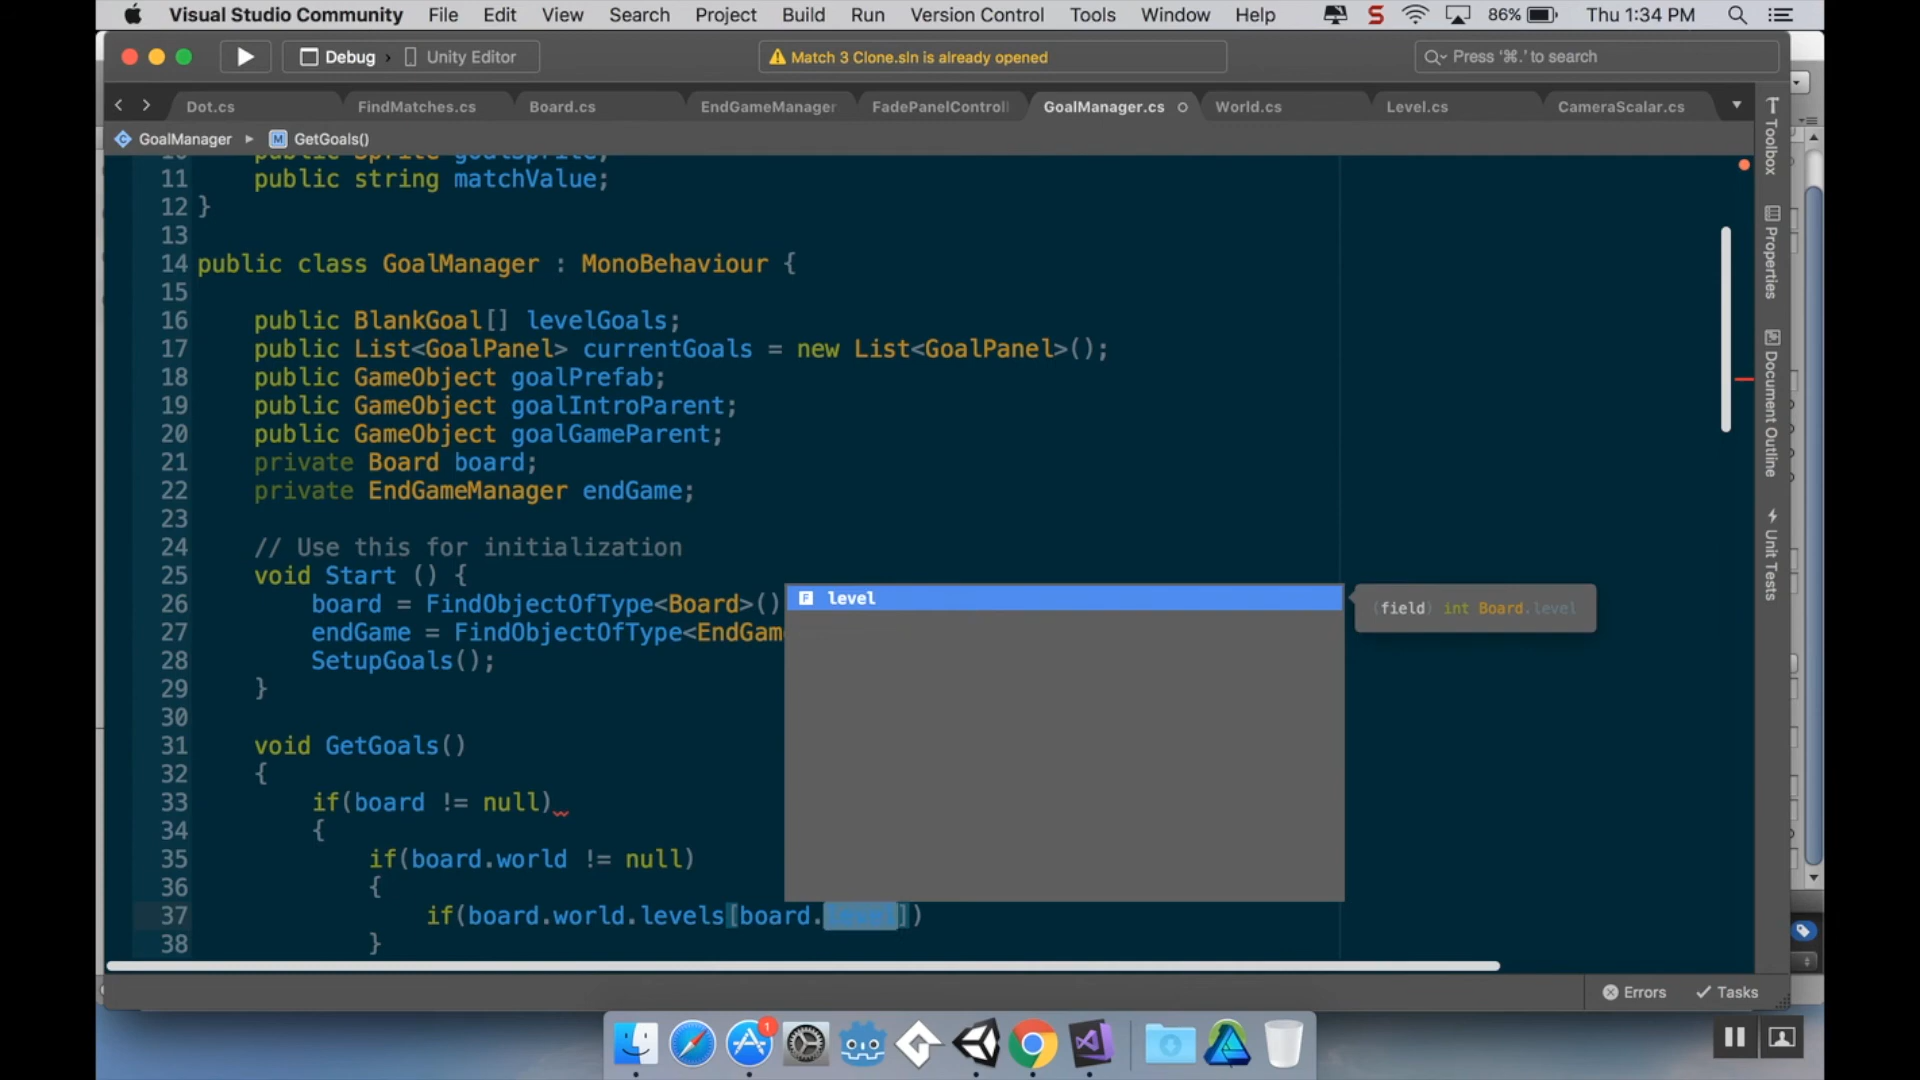 Visual Studio Community File Edit View Search Project Build Run Version Control Tools Window Help S 86% Thu 1:34 PM
Debug › Unity Editor Match 3 Clone.sln is already opened Press '⌘.' to search
Dot.cs FindMatches.cs Board.cs EndGameManager FadePanelControll GoalManager.cs World.cs Level.cs CameraScalar.cs
GoalManager ▸ M GetGoals()
10 public Sprite goalSprite;
11 public string matchValue;
12 }
13
14 public class GoalManager : MonoBehaviour {
15
16 public BlankGoal[] levelGoals;
17 public List<GoalPanel> currentGoals = new List<GoalPanel>();
18 public GameObject goalPrefab;
19 public GameObject goalIntroParent;
20 public GameObject goalGameParent;
21 private Board board;
22 private EndGameManager endGame;
23
24 // Use this for initialization
25 void Start () {
26 board = FindObjectOfType<Board>()
27 endGame = FindObjectOfType<EndGam
28 SetupGoals();
29 }
30
31 void GetGoals()
32 {
33 if(board != null)
34 {
35 if(board.world != null)
36 {
37 if(board.world.levels[board.level])
38 }
F level
(field) int Board.level
Toolbox
Properties
Document Outline
Unit Tests
Errors Tasks
1